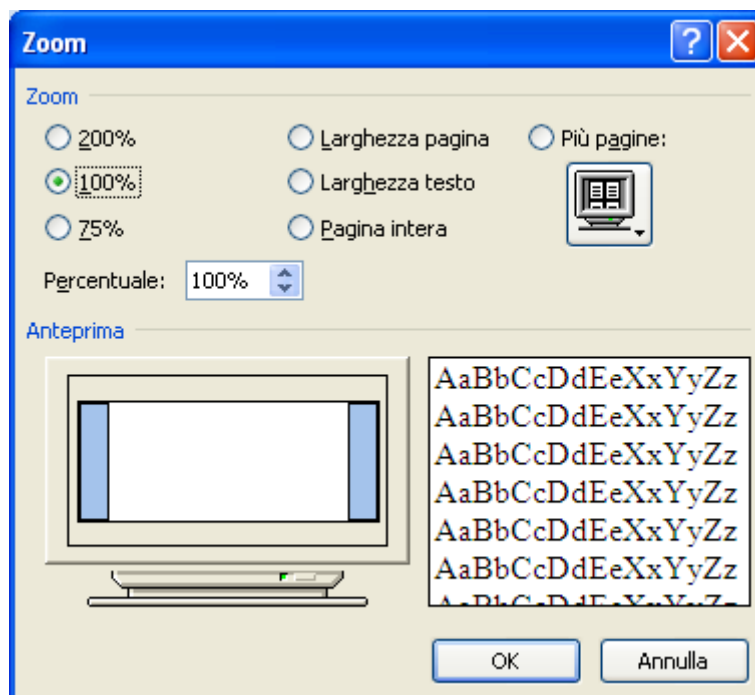 Zoom
Zoom
200% Larghezza pagina Più pagine:
100% Larghezza testo
75% Pagina intera
Percentuale: 100%
Anteprima
AaBbCcDdEeXxYyZz
AaBbCcDdEeXxYyZz
AaBbCcDdEeXxYyZz
AaBbCcDdEeXxYyZz
AaBbCcDdEeXxYyZz
AaBbCcDdEeXxYyZz
AaBbCcDdEeXxYyZz
OK Annulla